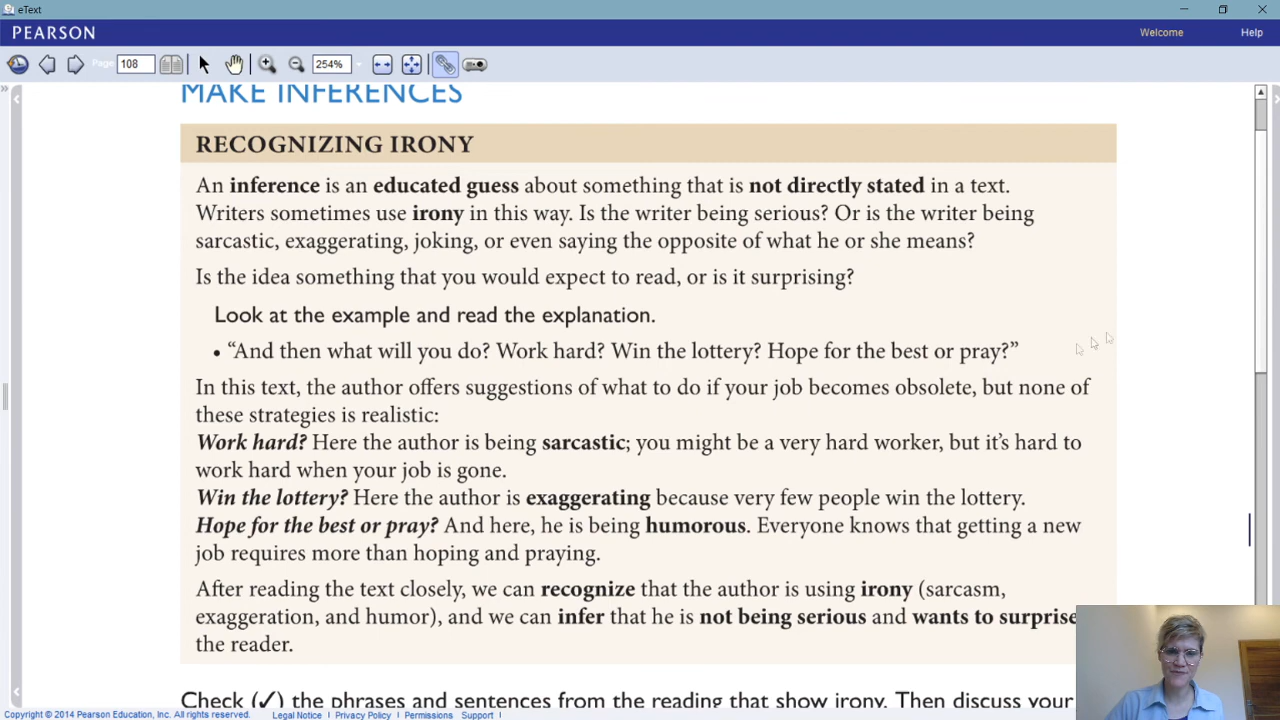 eText
PEARSON
Welcome Help
Page 108 254%
MAKE INFERENCES
RECOGNIZING IRONY
An inference is an educated guess about something that is not directly stated in a text.
Writers sometimes use irony in this way. Is the writer being serious? Or is the writer being
sarcastic, exaggerating, joking, or even saying the opposite of what he or she means?
Is the idea something that you would expect to read, or is it surprising?
Look at the example and read the explanation.
• “And then what will you do? Work hard? Win the lottery? Hope for the best or pray?”
In this text, the author offers suggestions of what to do if your job becomes obsolete, but none of
these strategies is realistic:
Work hard? Here the author is being sarcastic; you might be a very hard worker, but it’s hard to
work hard when your job is gone.
Win the lottery? Here the author is exaggerating because very few people win the lottery.
Hope for the best or pray? And here, he is being humorous. Everyone knows that getting a new
job requires more than hoping and praying.
After reading the text closely, we can recognize that the author is using irony (sarcasm,
exaggeration, and humor), and we can infer that he is not being serious and wants to surprise
the reader.
Check (✓) the phrases and sentences from the reading that show irony. Then discuss your
Copyright © 2014 Pearson Education, Inc. All rights reserved. Legal Notice | Privacy Policy | Permissions Support |